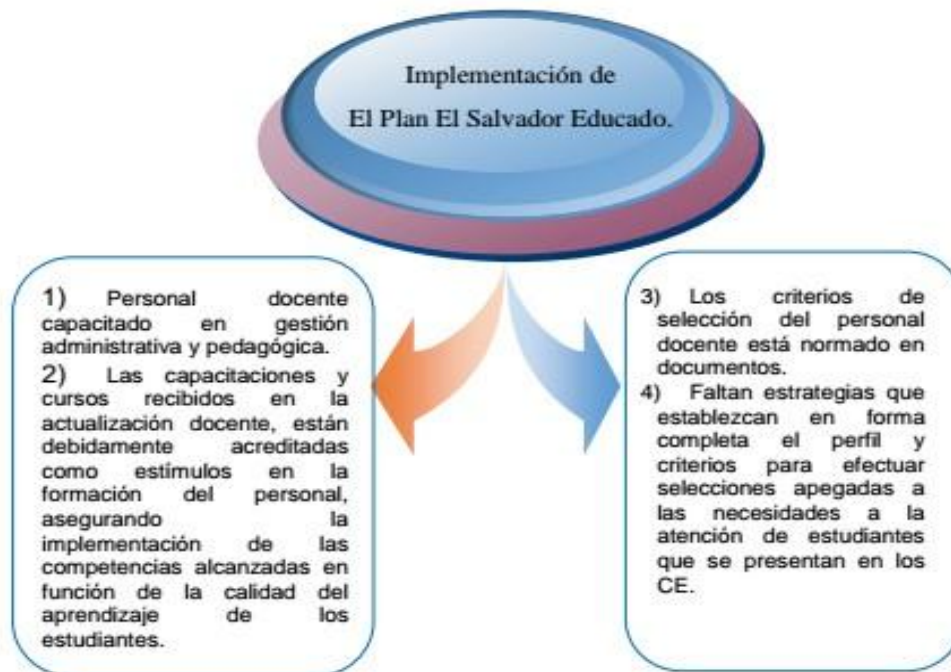 Implementación de
El Plan El Salvador Educado.
1) Personal docente
capacitado en gestión
administrativa y pedagógica.
2) Las capacitaciones y
cursos recibidos en la
actualización docente, están
debidamente acreditadas
como estímulos en la
formación del personal,
asegurando la
implementación de las
competencias alcanzadas en
función de la calidad del
aprendizaje de los
estudiantes.
3) Los criterios de
selección del personal
docente está normado en
documentos.
4) Faltan estrategias que
establezcan en forma
completa el perfil y
criterios para efectuar
selecciones apegadas a
las necesidades a la
atención de estudiantes
que se presentan en los
CE.